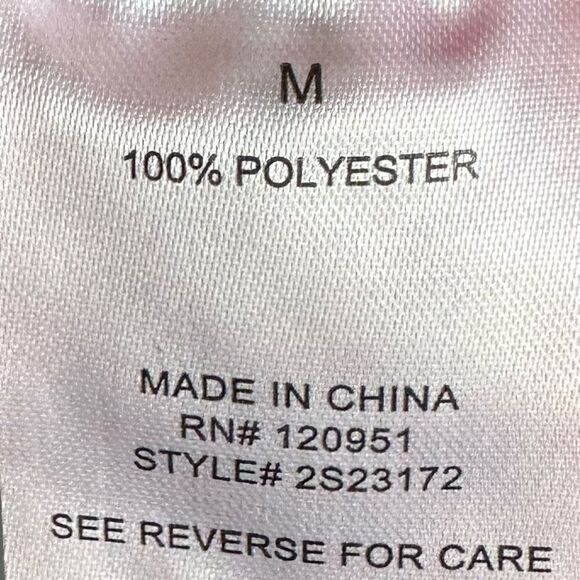 M
100% POLYESTER
MADE IN CHINA
RN# 120951
STYLE# 2S23172
SEE REVERSE FOR CARE